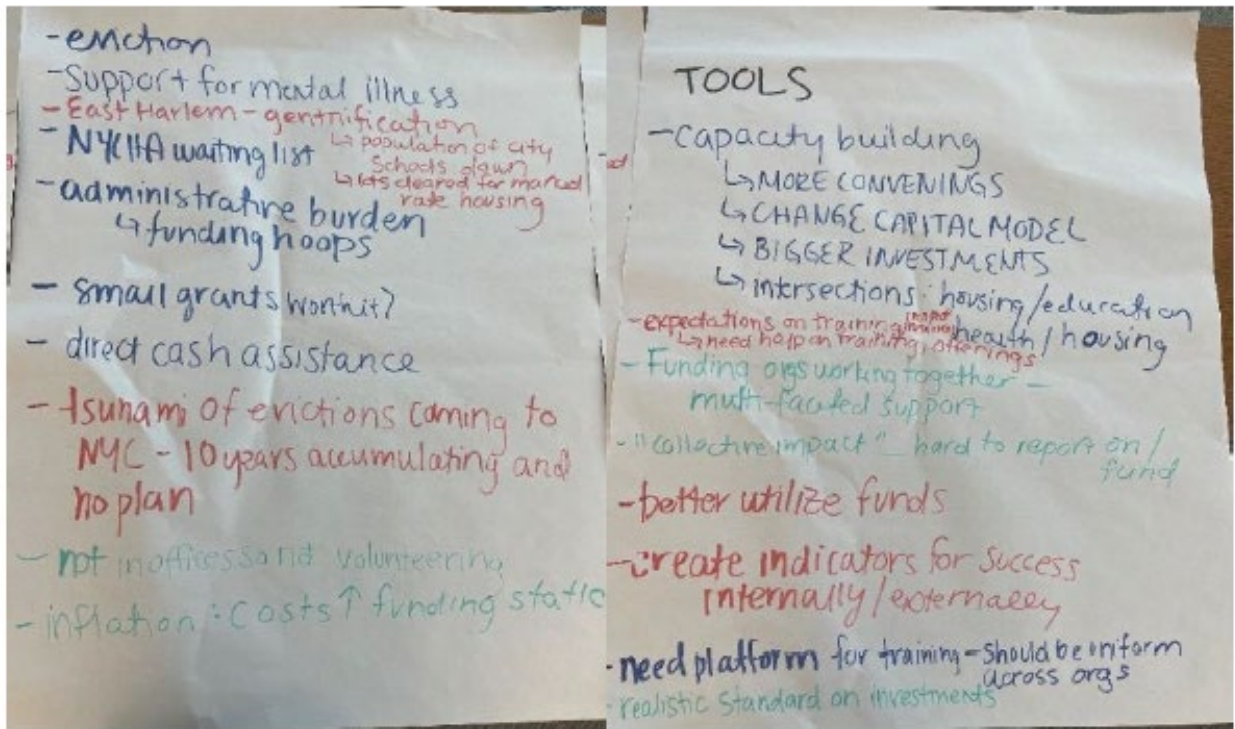 -eviction
-Support for mental illness
-East Harlem - gentrification
↳ population of city
schools down
↳ lots cleared for marked
rate housing
- NYCHA waiting list
-administrative burden
↳ funding hoops
- small grants worth it?
- direct cash assistance
- tsunami of evictions coming to
NYC - 10 years accumulating and
no plan
- not in offices and volunteering
- inflation : costs ↑ funding static
TOOLS
-capacity building
↳ MORE CONVENINGS
↳ CHANGE CAPITAL MODEL
↳ BIGGER INVESTMENTS
↳ intersections: housing/education
health/housing
-expectations on training
↳ need help on training, offerings
- Funding orgs working together -
multi-faceted support
- "collective impact" - hard to report on/
fund
-better utilize funds
-create indicators for success
internally/externally
-need platform for training - should be uniform
across orgs
-realistic standard on investments